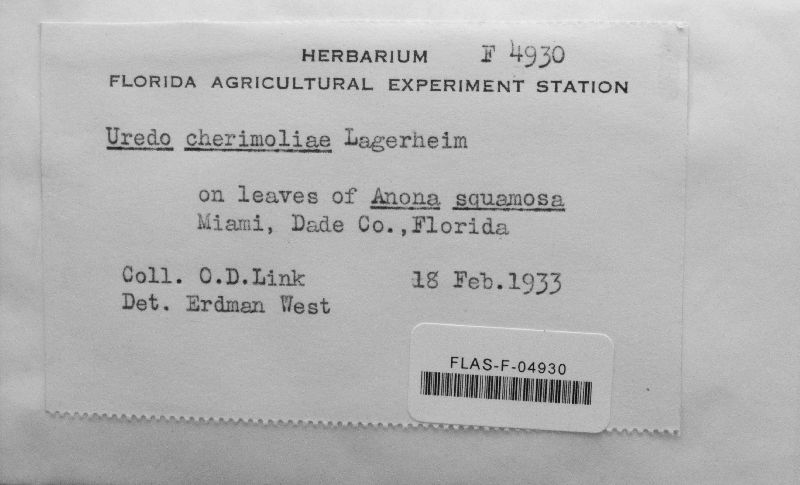 HERBARIUM F 4930
FLORIDA AGRICULTURAL EXPERIMENT STATION
Uredo cherimoliae Lagerheim
on leaves of Anona squamosa
Miami, Dade Co.,Florida
Coll. O.D.Link 18 Feb.1933
Det. Erdman West
FLAS-F-04930